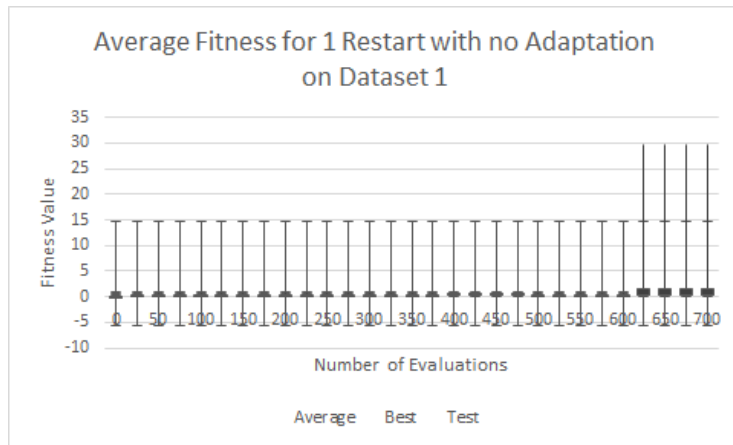 Average Fitness for 1 Restart with no Adaptation
on Dataset 1
35
30
25
20
15
10
5
0
-5
-10
Fitness Value
0 50 100 150 200 250 300 350 400 450 500 550 600 650 700
Number of Evaluations
Average Best Test